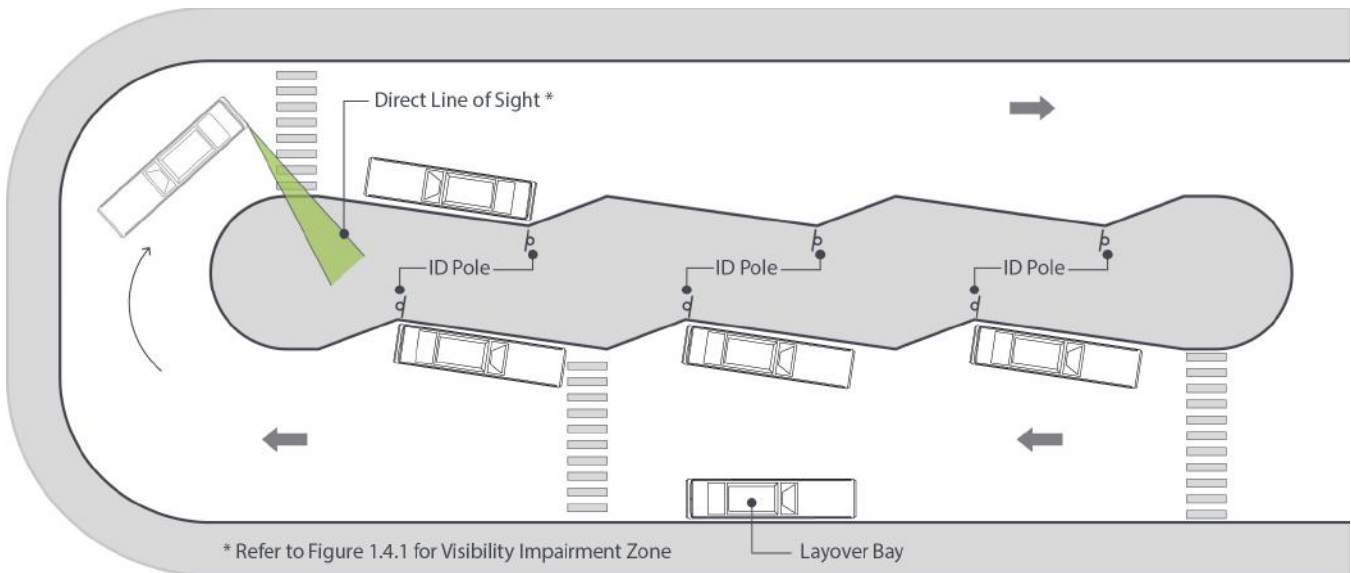 Direct Line of Sight *
ID Pole
ID Pole
ID Pole
* Refer to Figure 1.4.1 for Visibility Impairment Zone
Layover Bay